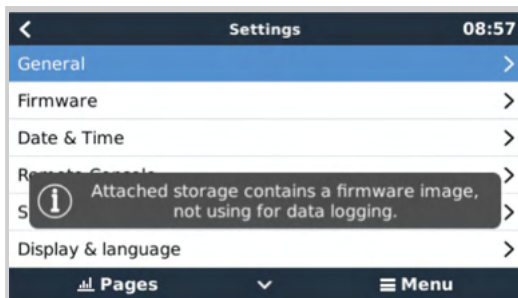 Settings
08:57
General
Firmware
Date & Time
Attached storage contains a firmware image,
not using for data logging.
Display & language
Pages
Menu